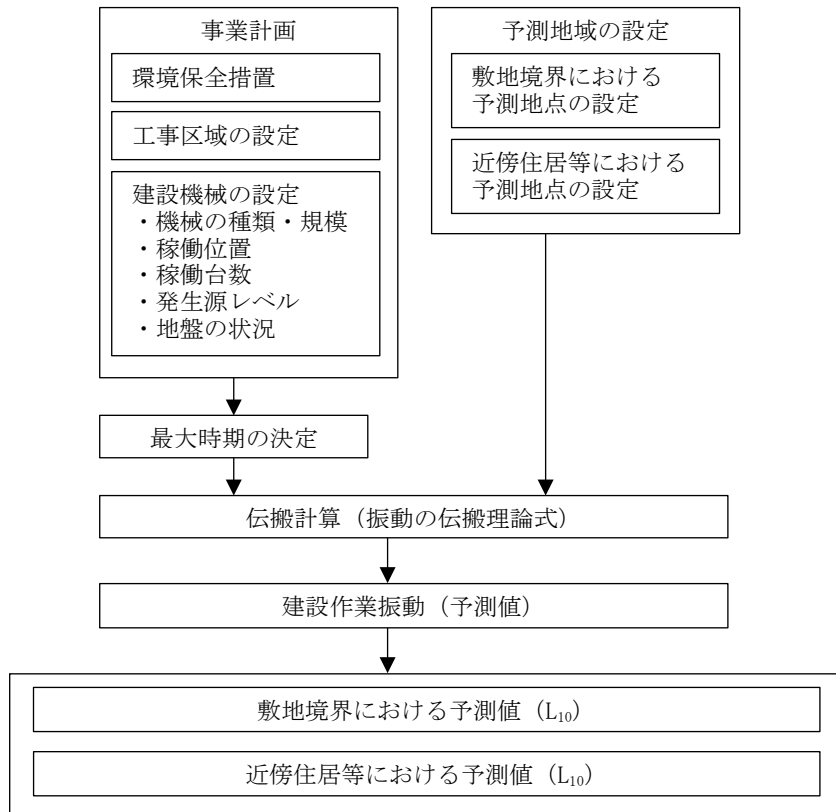 事業計画
環境保全措置
工事区域の設定
建設機械の設定
・機械の種類・規模
・稼働位置
・稼働台数
・発生源レベル
・地盤の状況
予測地域の設定
敷地境界における
予測地点の設定
近傍住居等における
予測地点の設定
最大時期の決定
伝搬計算（振動の伝搬理論式）
建設作業振動（予測値）
敷地境界における予測値（L₁₀）
近傍住居等における予測値（L₁₀）